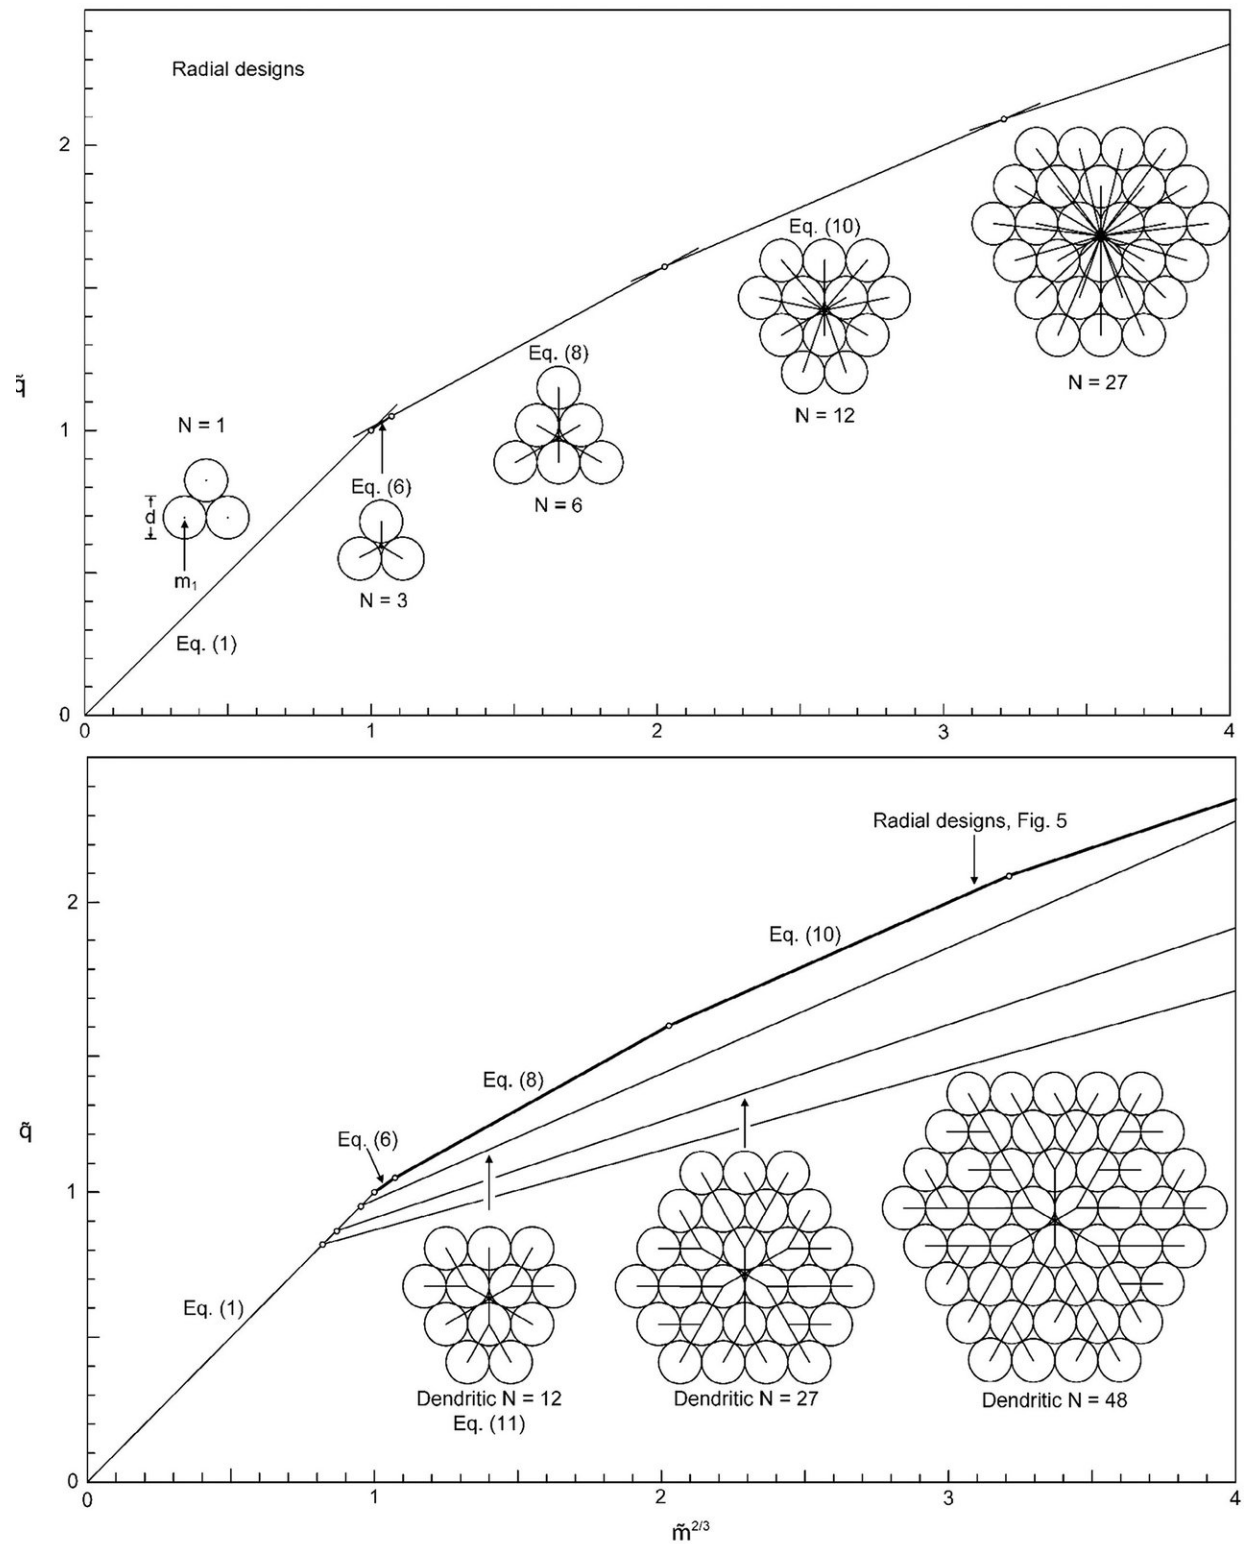 Radial designs
2
N = 27
Eq. (10)
N = 12
Eq. (8)
N = 6
q̃
1
N = 1
d
m₁
Eq. (6)
N = 3
Eq. (1)
0
0 1 2 3 4
Radial designs, Fig. 5
2
Eq. (10)
Eq. (8)
q̃
Eq. (6)
1
Eq. (1)
Dendritic N = 12
Eq. (11)
Dendritic N = 27
Dendritic N = 48
0
0 1 2 3 4
m̃2/3